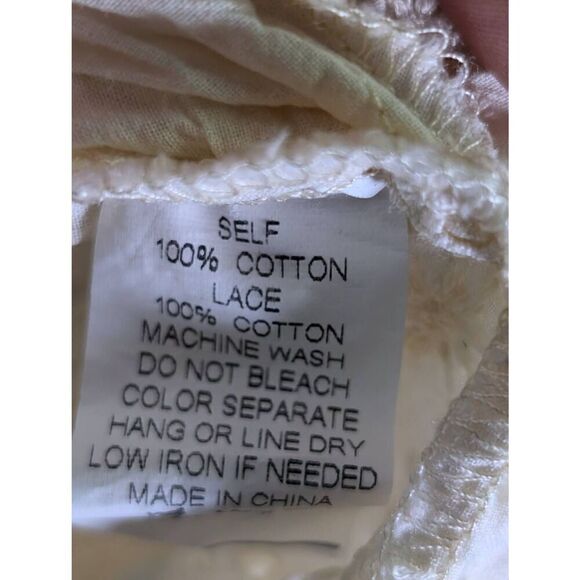 SELF
100% COTTON
LACE
100% COTTON
MACHINE WASH
DO NOT BLEACH
COLOR SEPARATE
HANG OR LINE DRY
LOW IRON IF NEEDED
MADE IN CHINA